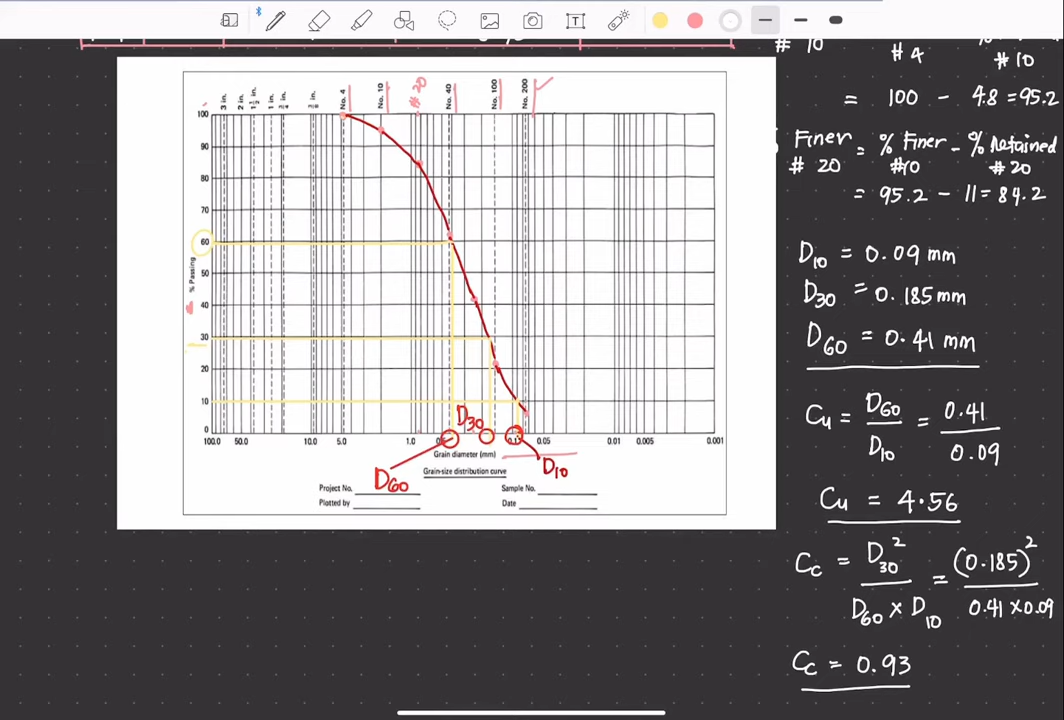 # 10
# 4
# 10
= 100 - 4.8 = 95.2
Finer # 20 = % Finer #10 - % Retained # 20
= 95.2 - 11 = 84.2
D10 = 0.09 mm
D30 = 0.185 mm
D60 = 0.41 mm
Cu = D60 / D10 = 0.41 / 0.09
Cu = 4.56
Cc = D30² / D60 × D10 = (0.185)² / 0.41 × 0.09
Cc = 0.93
3 in.
2 in.
1 in.
No. 4
No. 10
# 20
No. 40
No. 100
No. 200
100
90
80
70
60
50
40
30
20
10
0
% Passing
100.0 50.0 10.0 5.0 1.0 0.05 0.01 0.005 0.001
D30
D60
D10
Grain diameter (mm)
Grain-size distribution curve
Project No. Sample No.
Plotted by Date
T